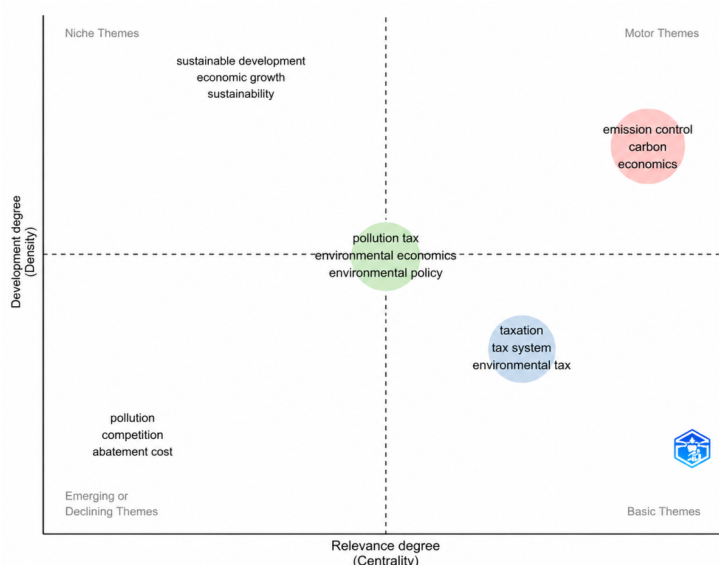 Niche Themes
Motor Themes
sustainable development
economic growth
sustainability
emission control
carbon
economics
pollution tax
environmental economics
environmental policy
taxation
tax system
environmental tax
pollution
competition
abatement cost
Emerging or
Declining Themes
Basic Themes
Development degree
(Density)
Relevance degree
(Centrality)